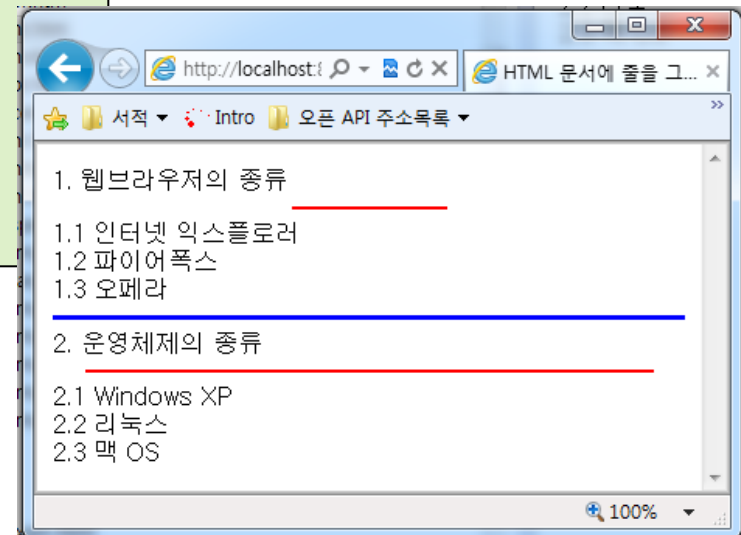 http://localhost:8
HTML 문서에 줄을 그...
서적
Intro
오픈 API 주소목록
1. 웹브라우저의 종류
1.1 인터넷 익스플로러
1.2 파이어폭스
1.3 오페라
2. 운영체제의 종류
2.1 Windows XP
2.2 리눅스
2.3 맥 OS
100%